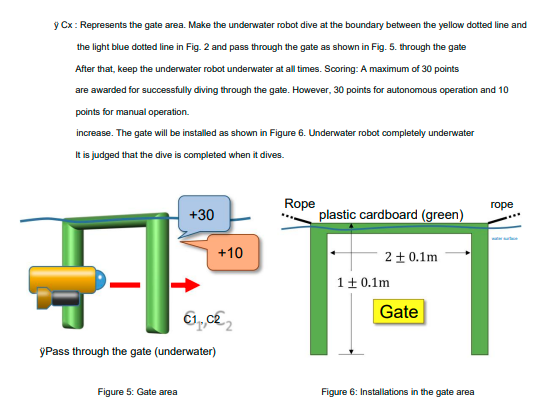 ÿ Cx : Represents the gate area. Make the underwater robot dive at the boundary between the yellow dotted line and
the light blue dotted line in Fig. 2 and pass through the gate as shown in Fig. 5. through the gate
After that, keep the underwater robot underwater at all times. Scoring: A maximum of 30 points
are awarded for successfully diving through the gate. However, 30 points for autonomous operation and 10
points for manual operation.
increase. The gate will be installed as shown in Figure 6. Underwater robot completely underwater
It is judged that the dive is completed when it dives.
+30
+10
C1, C2
ÿPass through the gate (underwater)
Figure 5: Gate area
Rope
rope
plastic cardboard (green)
water surface
2 ± 0.1m
1 ± 0.1m
Gate
Figure 6: Installations in the gate area